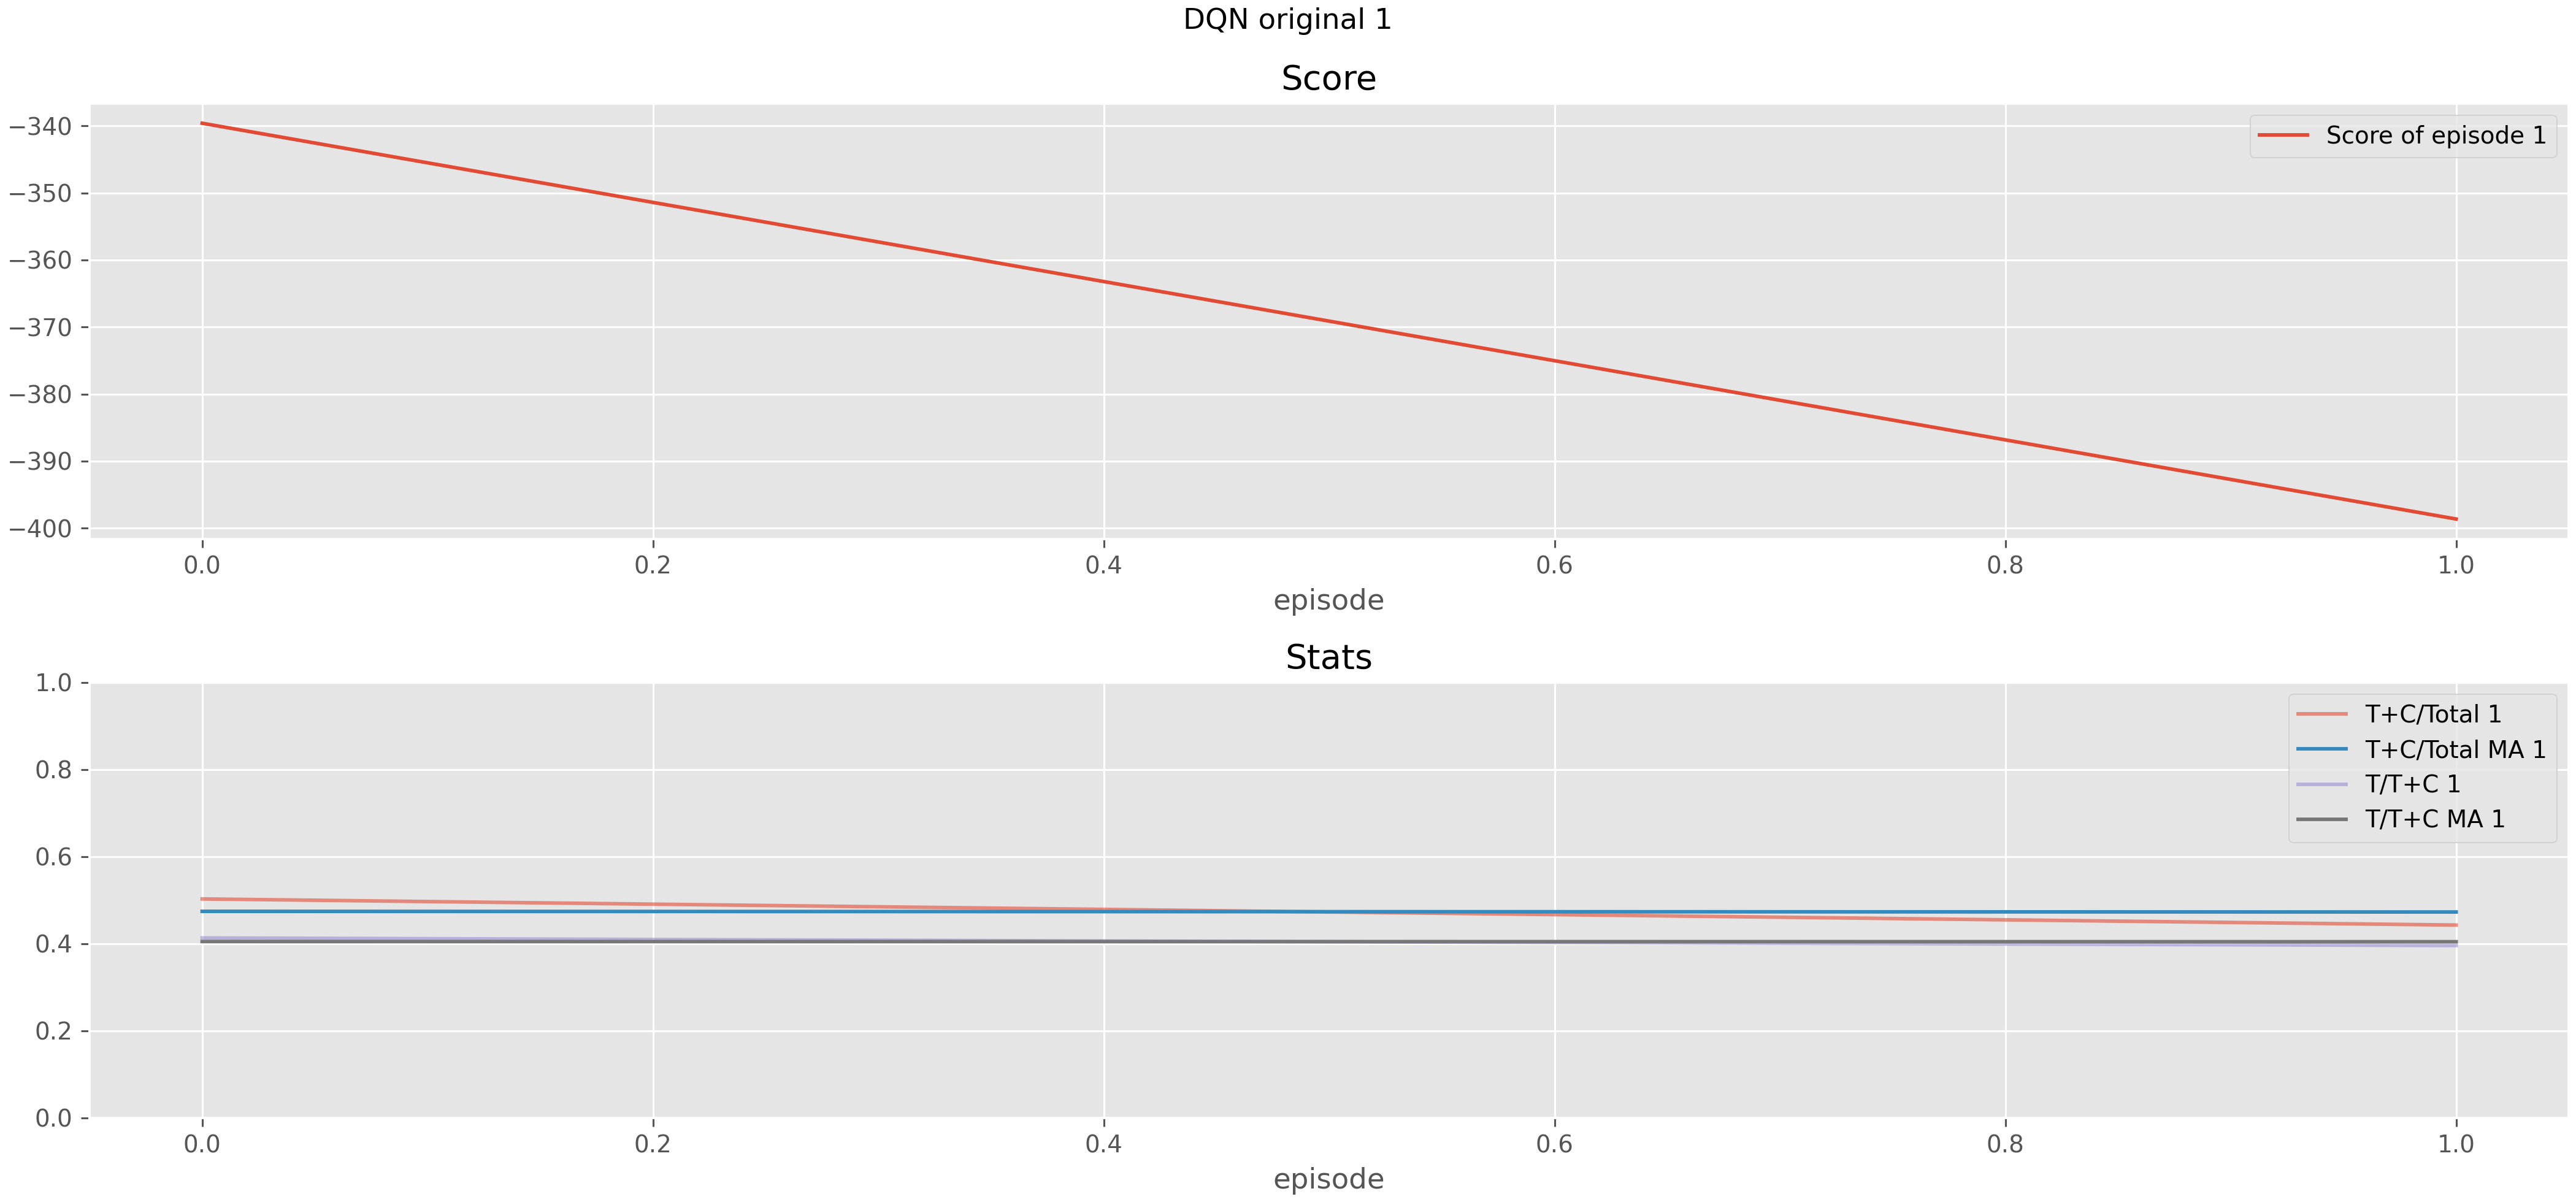 DQN original 1
Score
−340
−350
−360
−370
−380
−390
−400
Score of episode 1
0.0 0.2 0.4 0.6 0.8 1.0
episode
Stats
1.0
0.8
0.6
0.4
0.2
0.0
T+C/Total 1
T+C/Total MA 1
T/T+C 1
T/T+C MA 1
0.0 0.2 0.4 0.6 0.8 1.0
episode